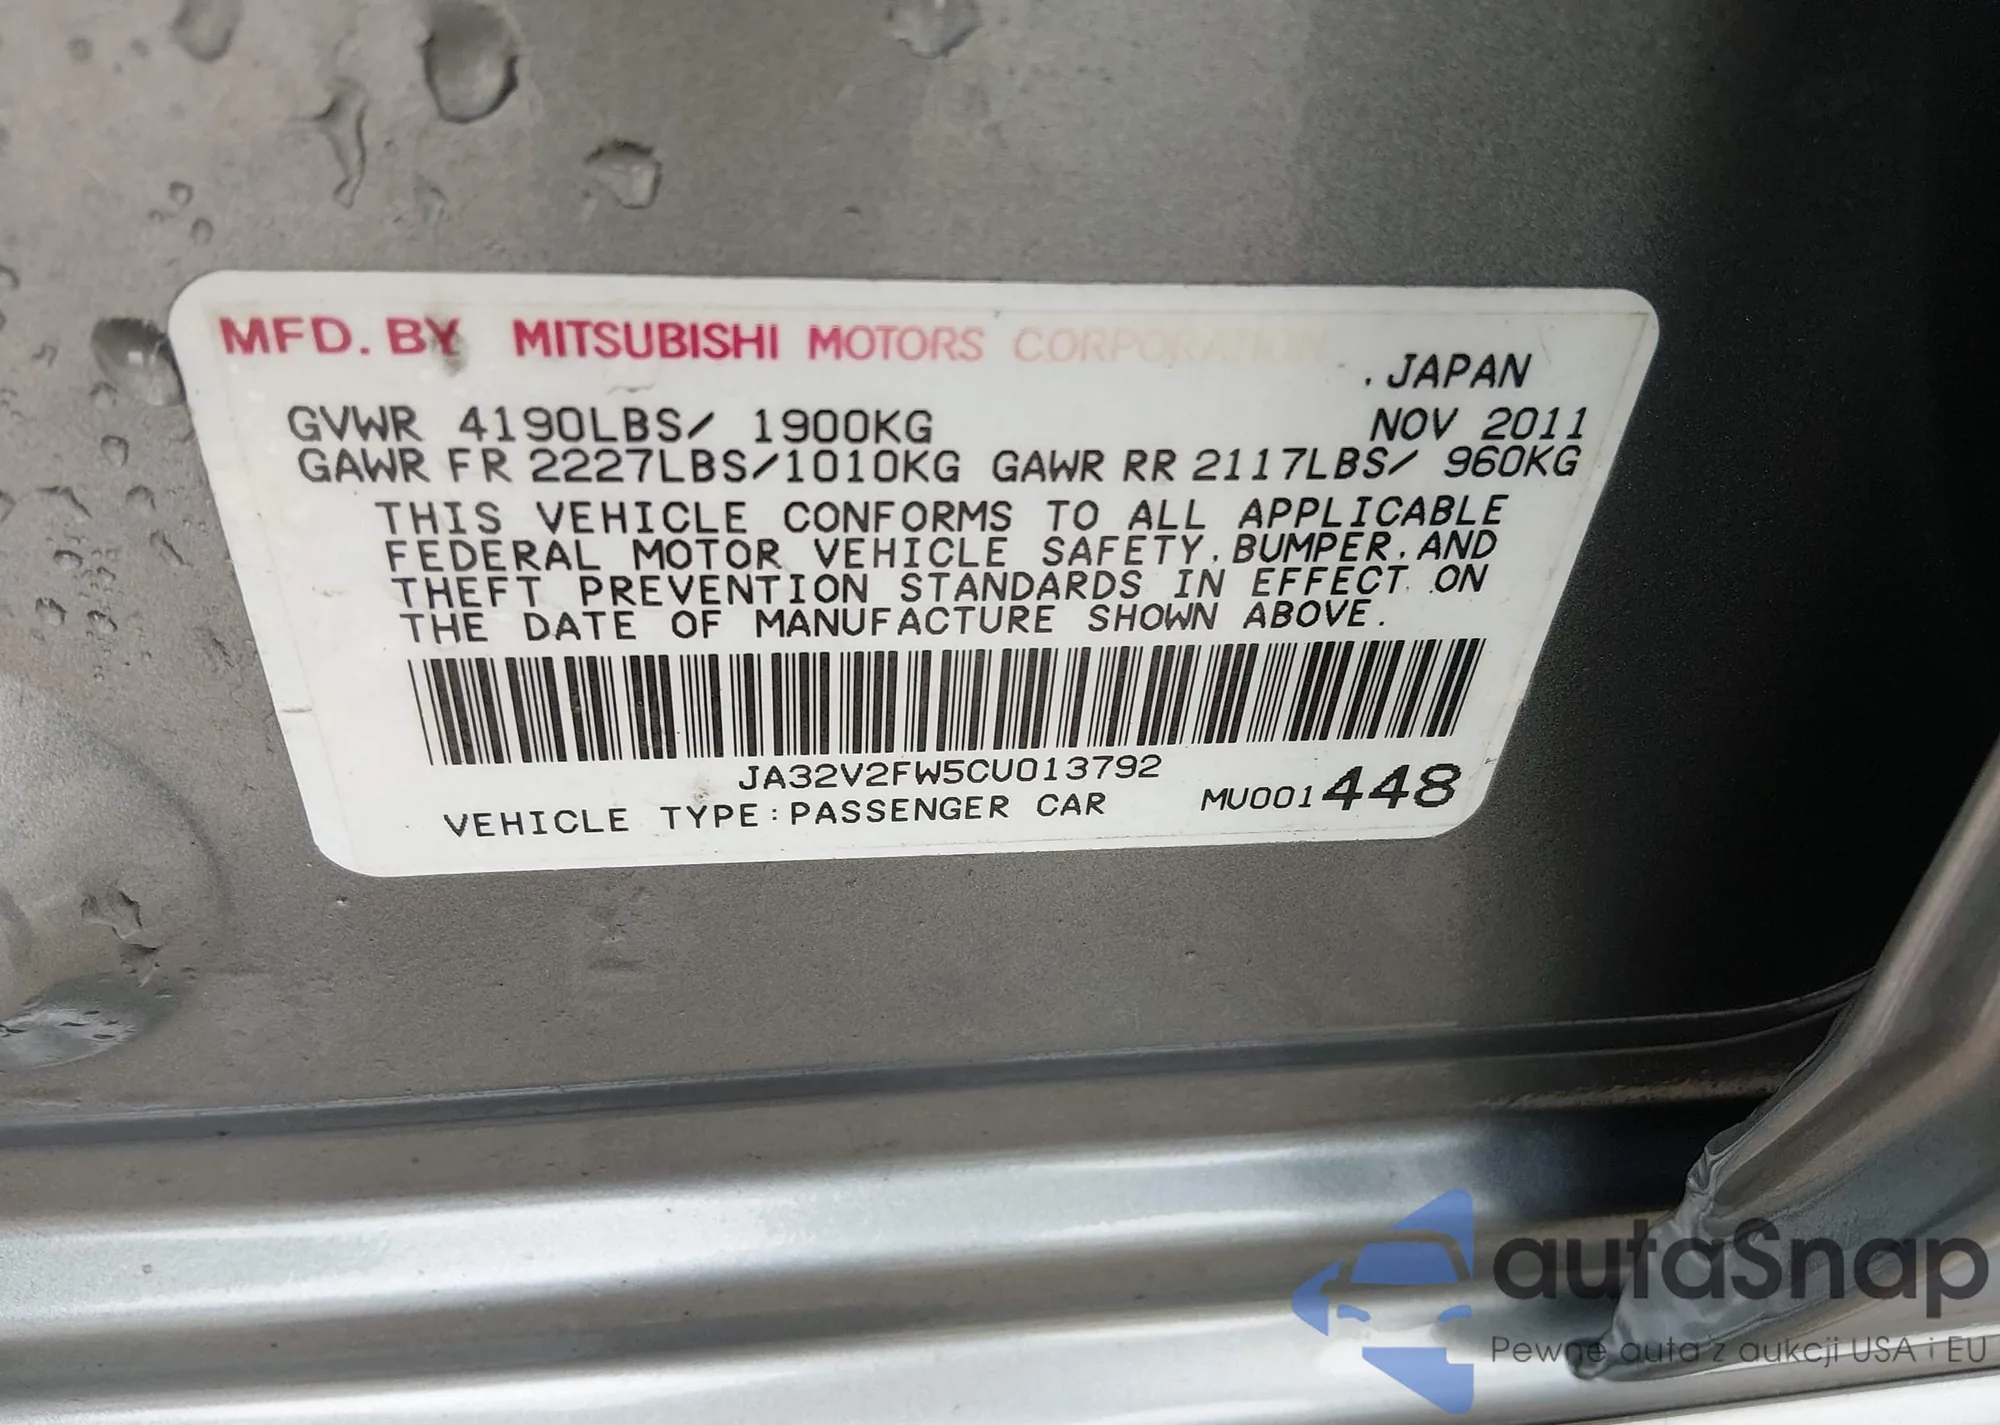 MFD. BY MITSUBISHI MOTORS CORPORATION
. JAPAN
GVWR 4190LBS/ 1900KG NOV 2011
GAWR FR 2227LBS/1010KG GAWR RR 2117LBS/ 960KG
THIS VEHICLE CONFORMS TO ALL APPLICABLE
FEDERAL MOTOR VEHICLE SAFETY, BUMPER, AND
THEFT PREVENTION STANDARDS IN EFFECT ON
THE DATE OF MANUFACTURE SHOWN ABOVE.
JA32V2FW5CU013792
VEHICLE TYPE:PASSENGER CAR MU001448
autaSnap
Pewne auta z aukcji USA i EU